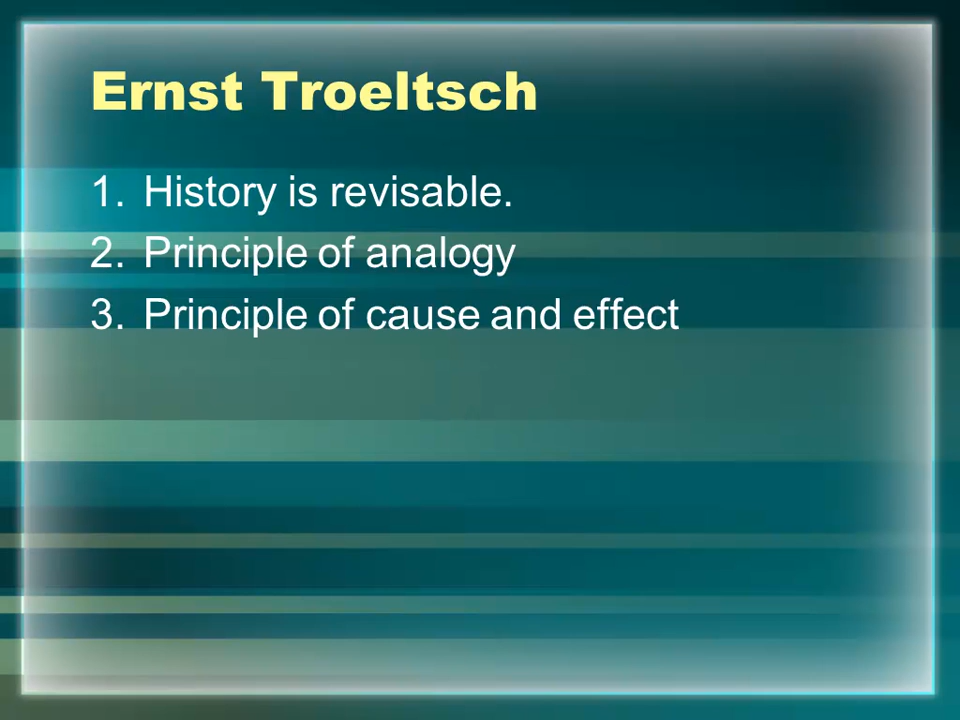 Ernst Troeltsch
1. History is revisable.
2. Principle of analogy
3. Principle of cause and effect